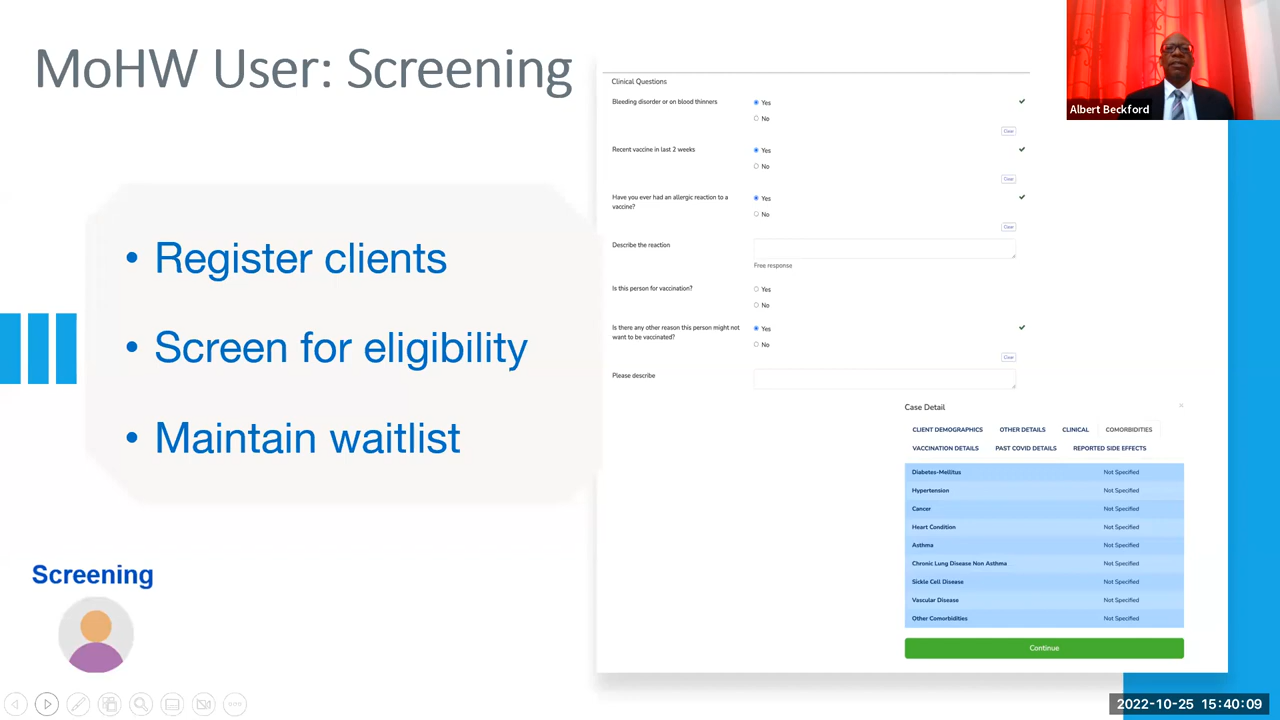 MoHW User: Screening
Albert Beckford
• Register clients
• Screen for eligibility
• Maintain waitlist
Screening
Clinical Questions
Bleeding disorder or on blood thinners
Yes
No
Clear
Recent vaccine in last 2 weeks
Yes
No
Clear
Have you ever had an allergic reaction to a
vaccine?
Yes
No
Clear
Describe the reaction
Free response
Is this person for vaccination?
Yes
No
Is there any other reason this person might not
want to be vaccinated?
Yes
No
Clear
Please describe
Case Detail
CLIENT DEMOGRAPHICS OTHER DETAILS CLINICAL COMORBIDITIES
VACCINATION DETAILS PAST COVID DETAILS REPORTED SIDE EFFECTS
Diabetes-Mellitus Not Specified
Hypertension Not Specified
Cancer Not Specified
Heart Condition Not Specified
Asthma Not Specified
Chronic Lung Disease Non Asthma Not Specified
Sickle Cell Disease Not Specified
Vascular Disease Not Specified
Other Comorbidities Not Specified
Continue
2022-10-25 15:40:09